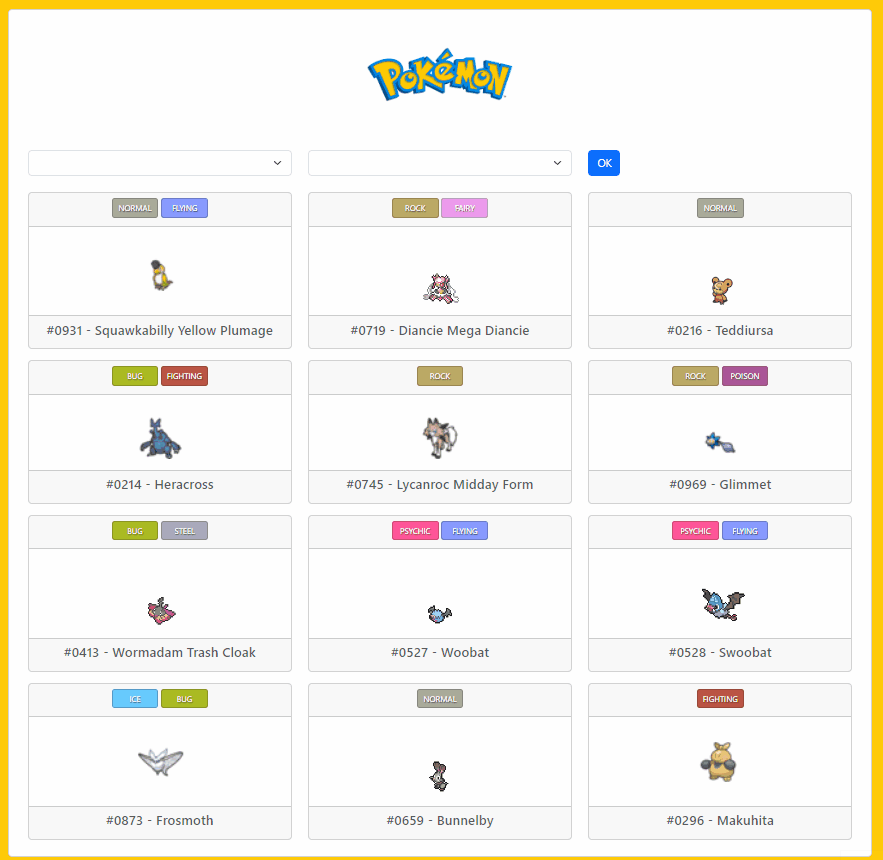 POKéMON
OK
NORMAL FLYING
ROCK FAIRY
NORMAL
#0931 - Squawkabilly Yellow Plumage
#0719 - Diancie Mega Diancie
#0216 - Teddiursa
BUG FIGHTING
ROCK
ROCK POISON
#0214 - Heracross
#0745 - Lycanroc Midday Form
#0969 - Glimmet
BUG STEEL
PSYCHIC FLYING
PSYCHIC FLYING
#0413 - Wormadam Trash Cloak
#0527 - Woobat
#0528 - Swoobat
ICE BUG
NORMAL
FIGHTING
#0873 - Frosmoth
#0659 - Bunnelby
#0296 - Makuhita